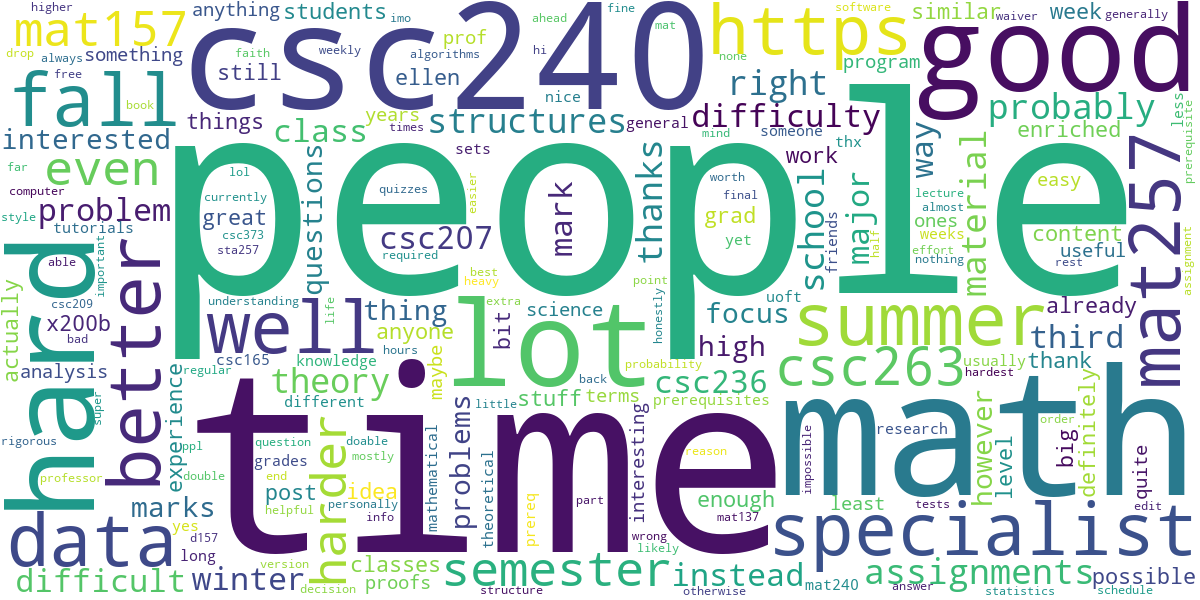 higher
mat157
always
something
drop
free
book
fall
interested
even
far
computer
style
problem
tutorials
hard
able
important
csc209
x200b
bad
actually
analysis
super
rigorous
professor
data
difficult
csc240
anything
students
faith
weekly
algorithms
still
prof
ellen
hi
imo
ahead
nice
things
class
years
times
structures
general
sets
lol
currently
great
csc373
sta257
questions
quizzes
csc207
required
easier
mark
thanks
people
https
fine
mat
none
software
waiver
generally
similar
week
program
right
difficulty
mind
someone
thx
work
worth
final
grad
yet
school
friends
major
half
way
lecture
almost
ones
effort
nothing
material
good
probably
enriched
easy
content
useful
rest
less
prerequisite
mat257
assignment
already
third
better
well
understanding
life
thing
anyone
csc165
knowledge
hours
regular
theory
different
experience
maybe
lot
best
heavy
extra
bit
science
back
little
stuff
terms
point
honestly
uoft
focus
high
probability
csc236
prerequisites
summer
csc263
usually
hardest
thank
marks
ppl
double
yes
d157
long
version
winter
decision
question
grades
end
post
helpful
harder
doable
mostly
idea
personally
info
classes
proofs
mathematical
problems
theoretical
time
structure
semester
prereq
part
interesting
wrong
likely
reason
enough
mat137
instead
otherwise
impossible
least
mat240
math
research
however
level
tests
big
definitely
order
quite
edit
specialist
assignments
answer
statistics
possible
schedule